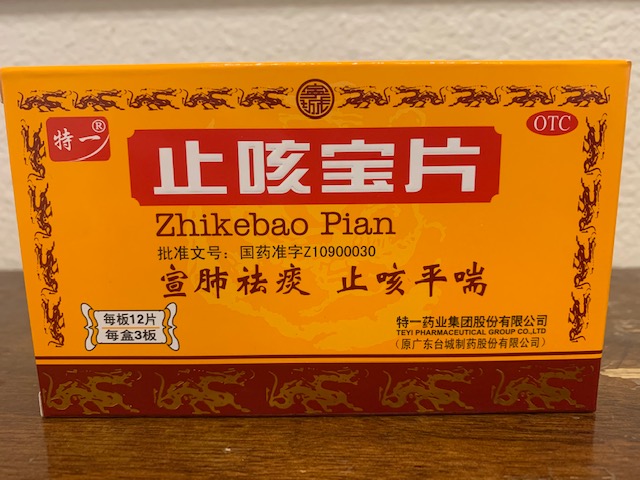 特一®
OTC
止咳宝片
Zhikebao Pian
批准文号：国药准字Z10900030
宣肺祛痰 止咳平喘
每板12片
每盒3板
特一药业集团股份有限公司
TEYI PHARMACEUTICAL GROUP CO.,LTD
（原广东台城制药股份有限公司）